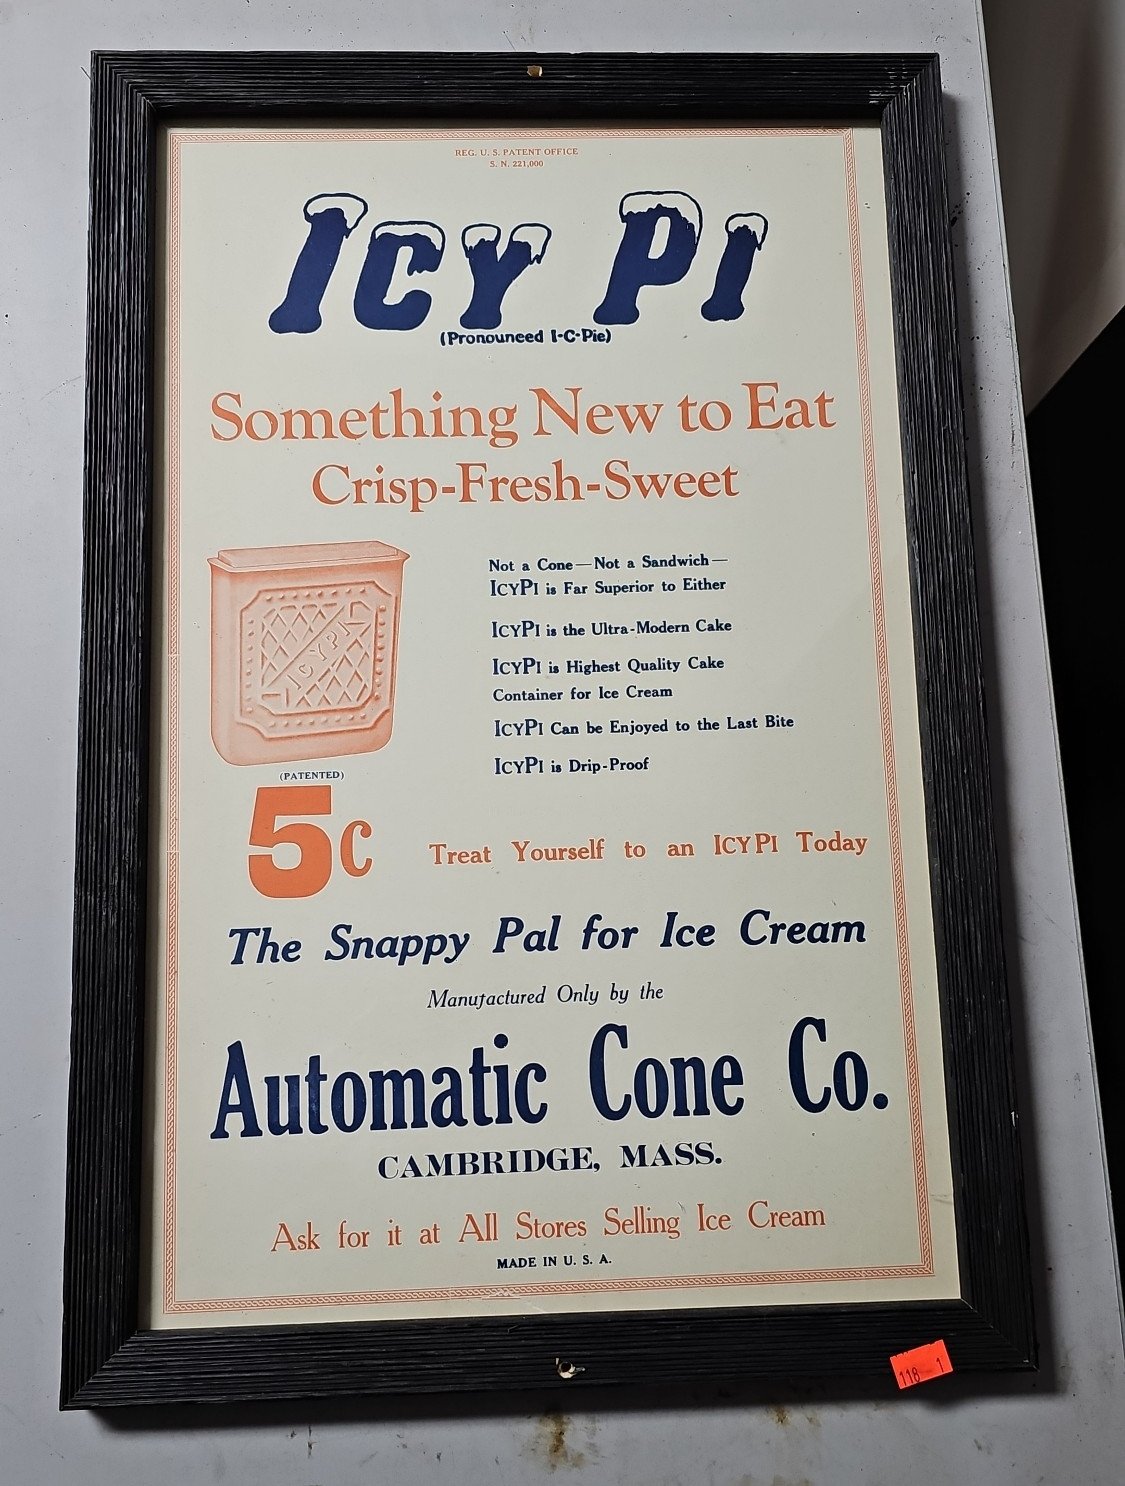 REG. U. S. PATENT OFFICE
S. N. 221,000
ICY PI
(Pronounced I-C-Pie)
Something New to Eat
Crisp-Fresh-Sweet
Not a Cone—Not a Sandwich—
ICYPI is Far Superior to Either
ICYPI is the Ultra-Modern Cake
ICYPI is Highest Quality Cake
Container for Ice Cream
ICYPI Can be Enjoyed to the Last Bite
ICYPI is Drip-Proof
ICYPI
(PATENTED)
5c
Treat Yourself to an ICYPI Today
The Snappy Pal for Ice Cream
Manufactured Only by the
Automatic Cone Co.
CAMBRIDGE, MASS.
Ask for it at All Stores Selling Ice Cream
MADE IN U. S. A.
118 1